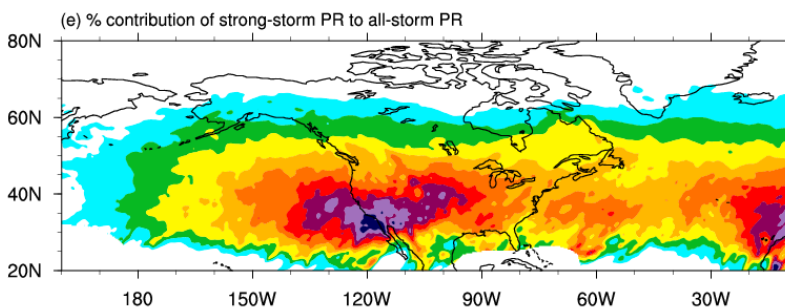 (e) % contribution of strong-storm PR to all-storm PR
80N
60N
40N
20N
180 150W 120W 90W 60W 30W